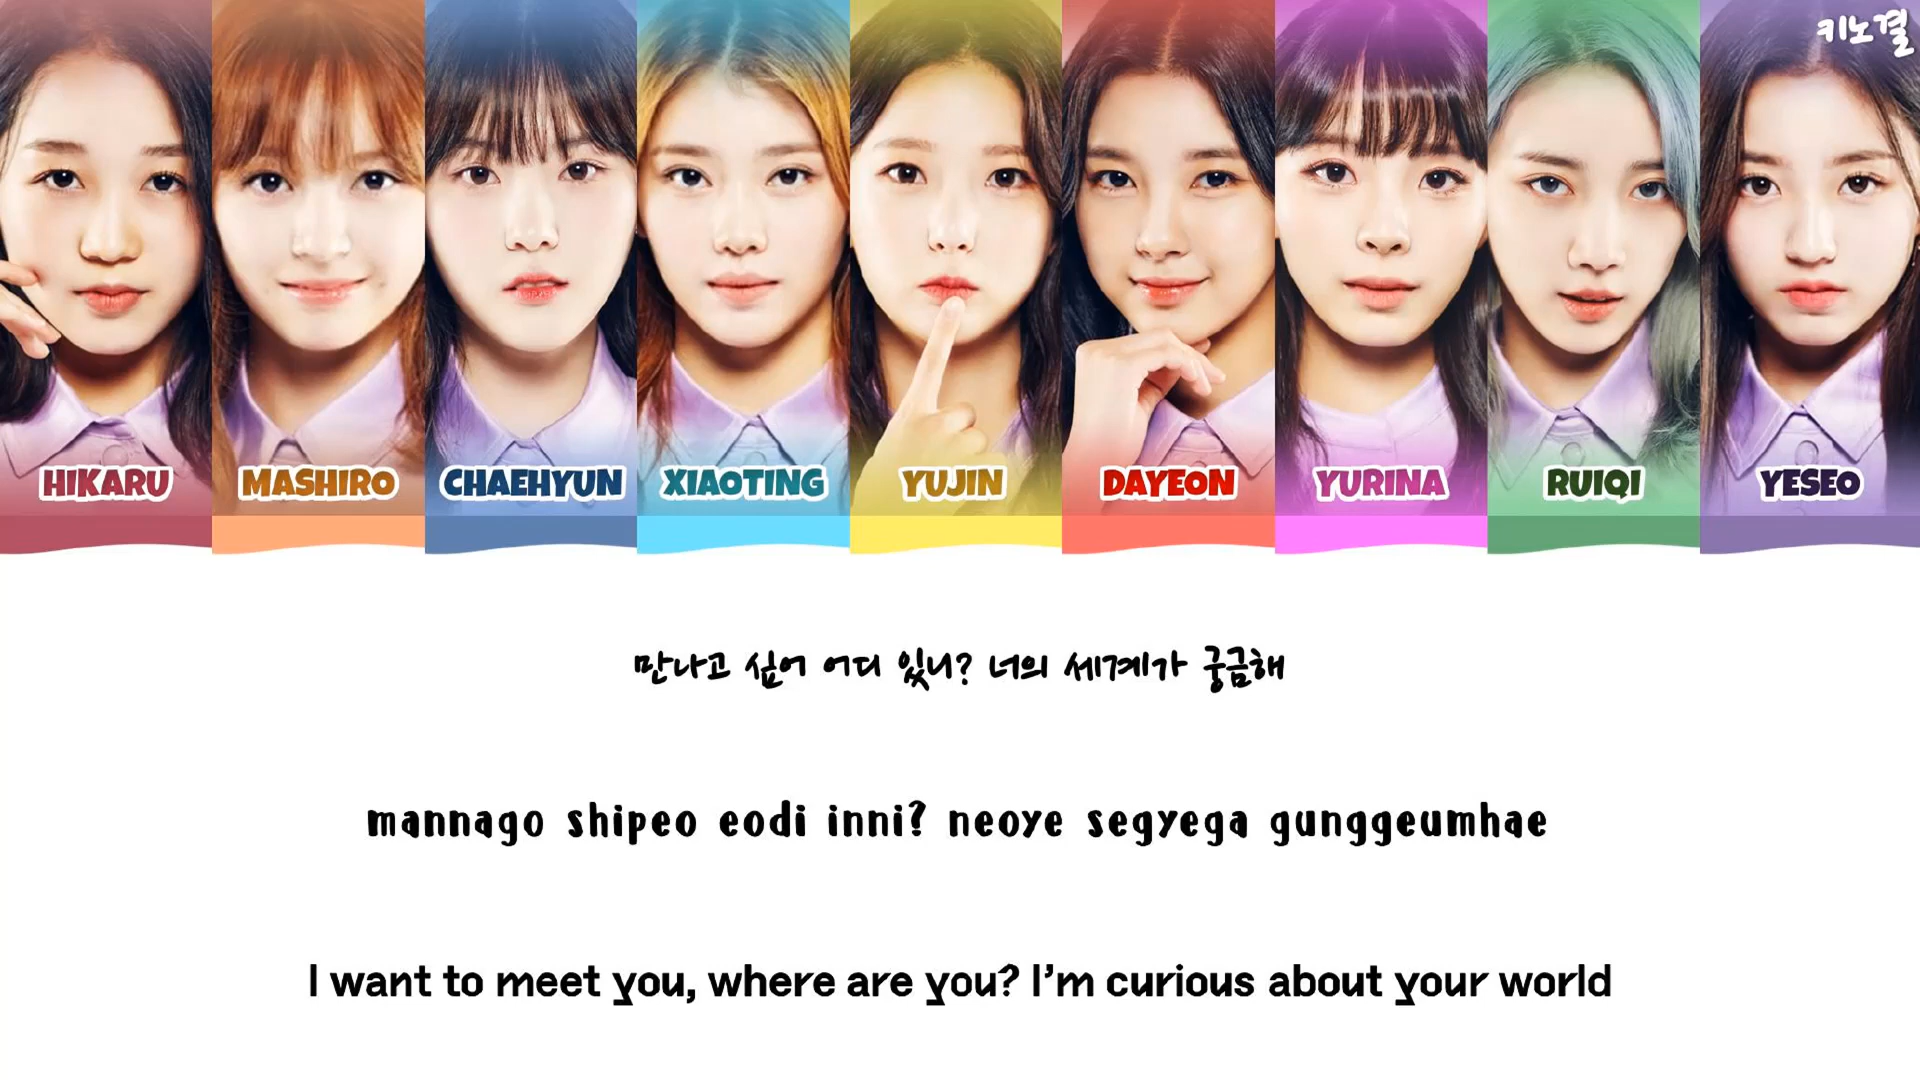 키노결
HIKARU MASHIRO CHAEHYUN XIAOTING YUJIN DAYEON YURINA RUIQI YESEO
만나고 싶어 어디 있니? 너의 세계가 궁금해
mannago shipeo eodi inni? neoye segyega gunggeumhae
I want to meet you, where are you? I'm curious about your world